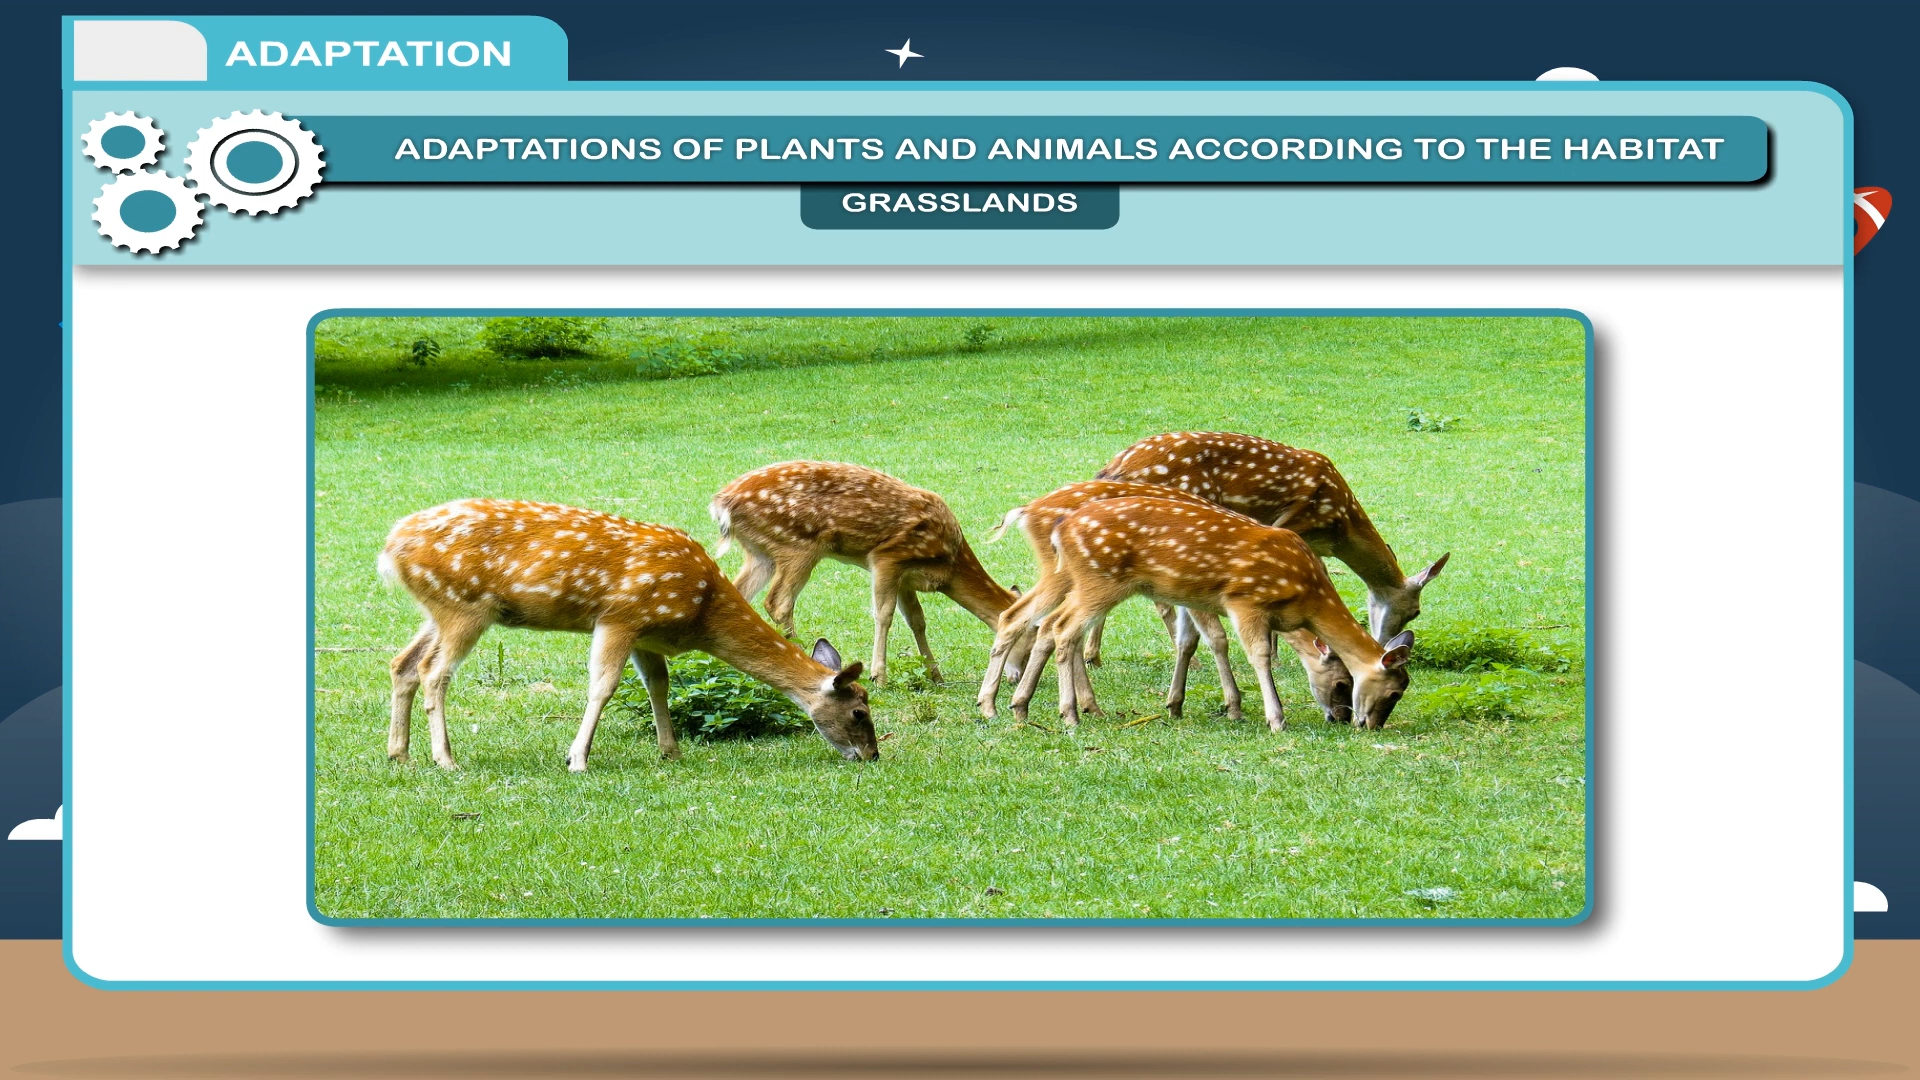 ADAPTATION
ADAPTATIONS OF PLANTS AND ANIMALS ACCORDING TO THE HABITAT
GRASSLANDS